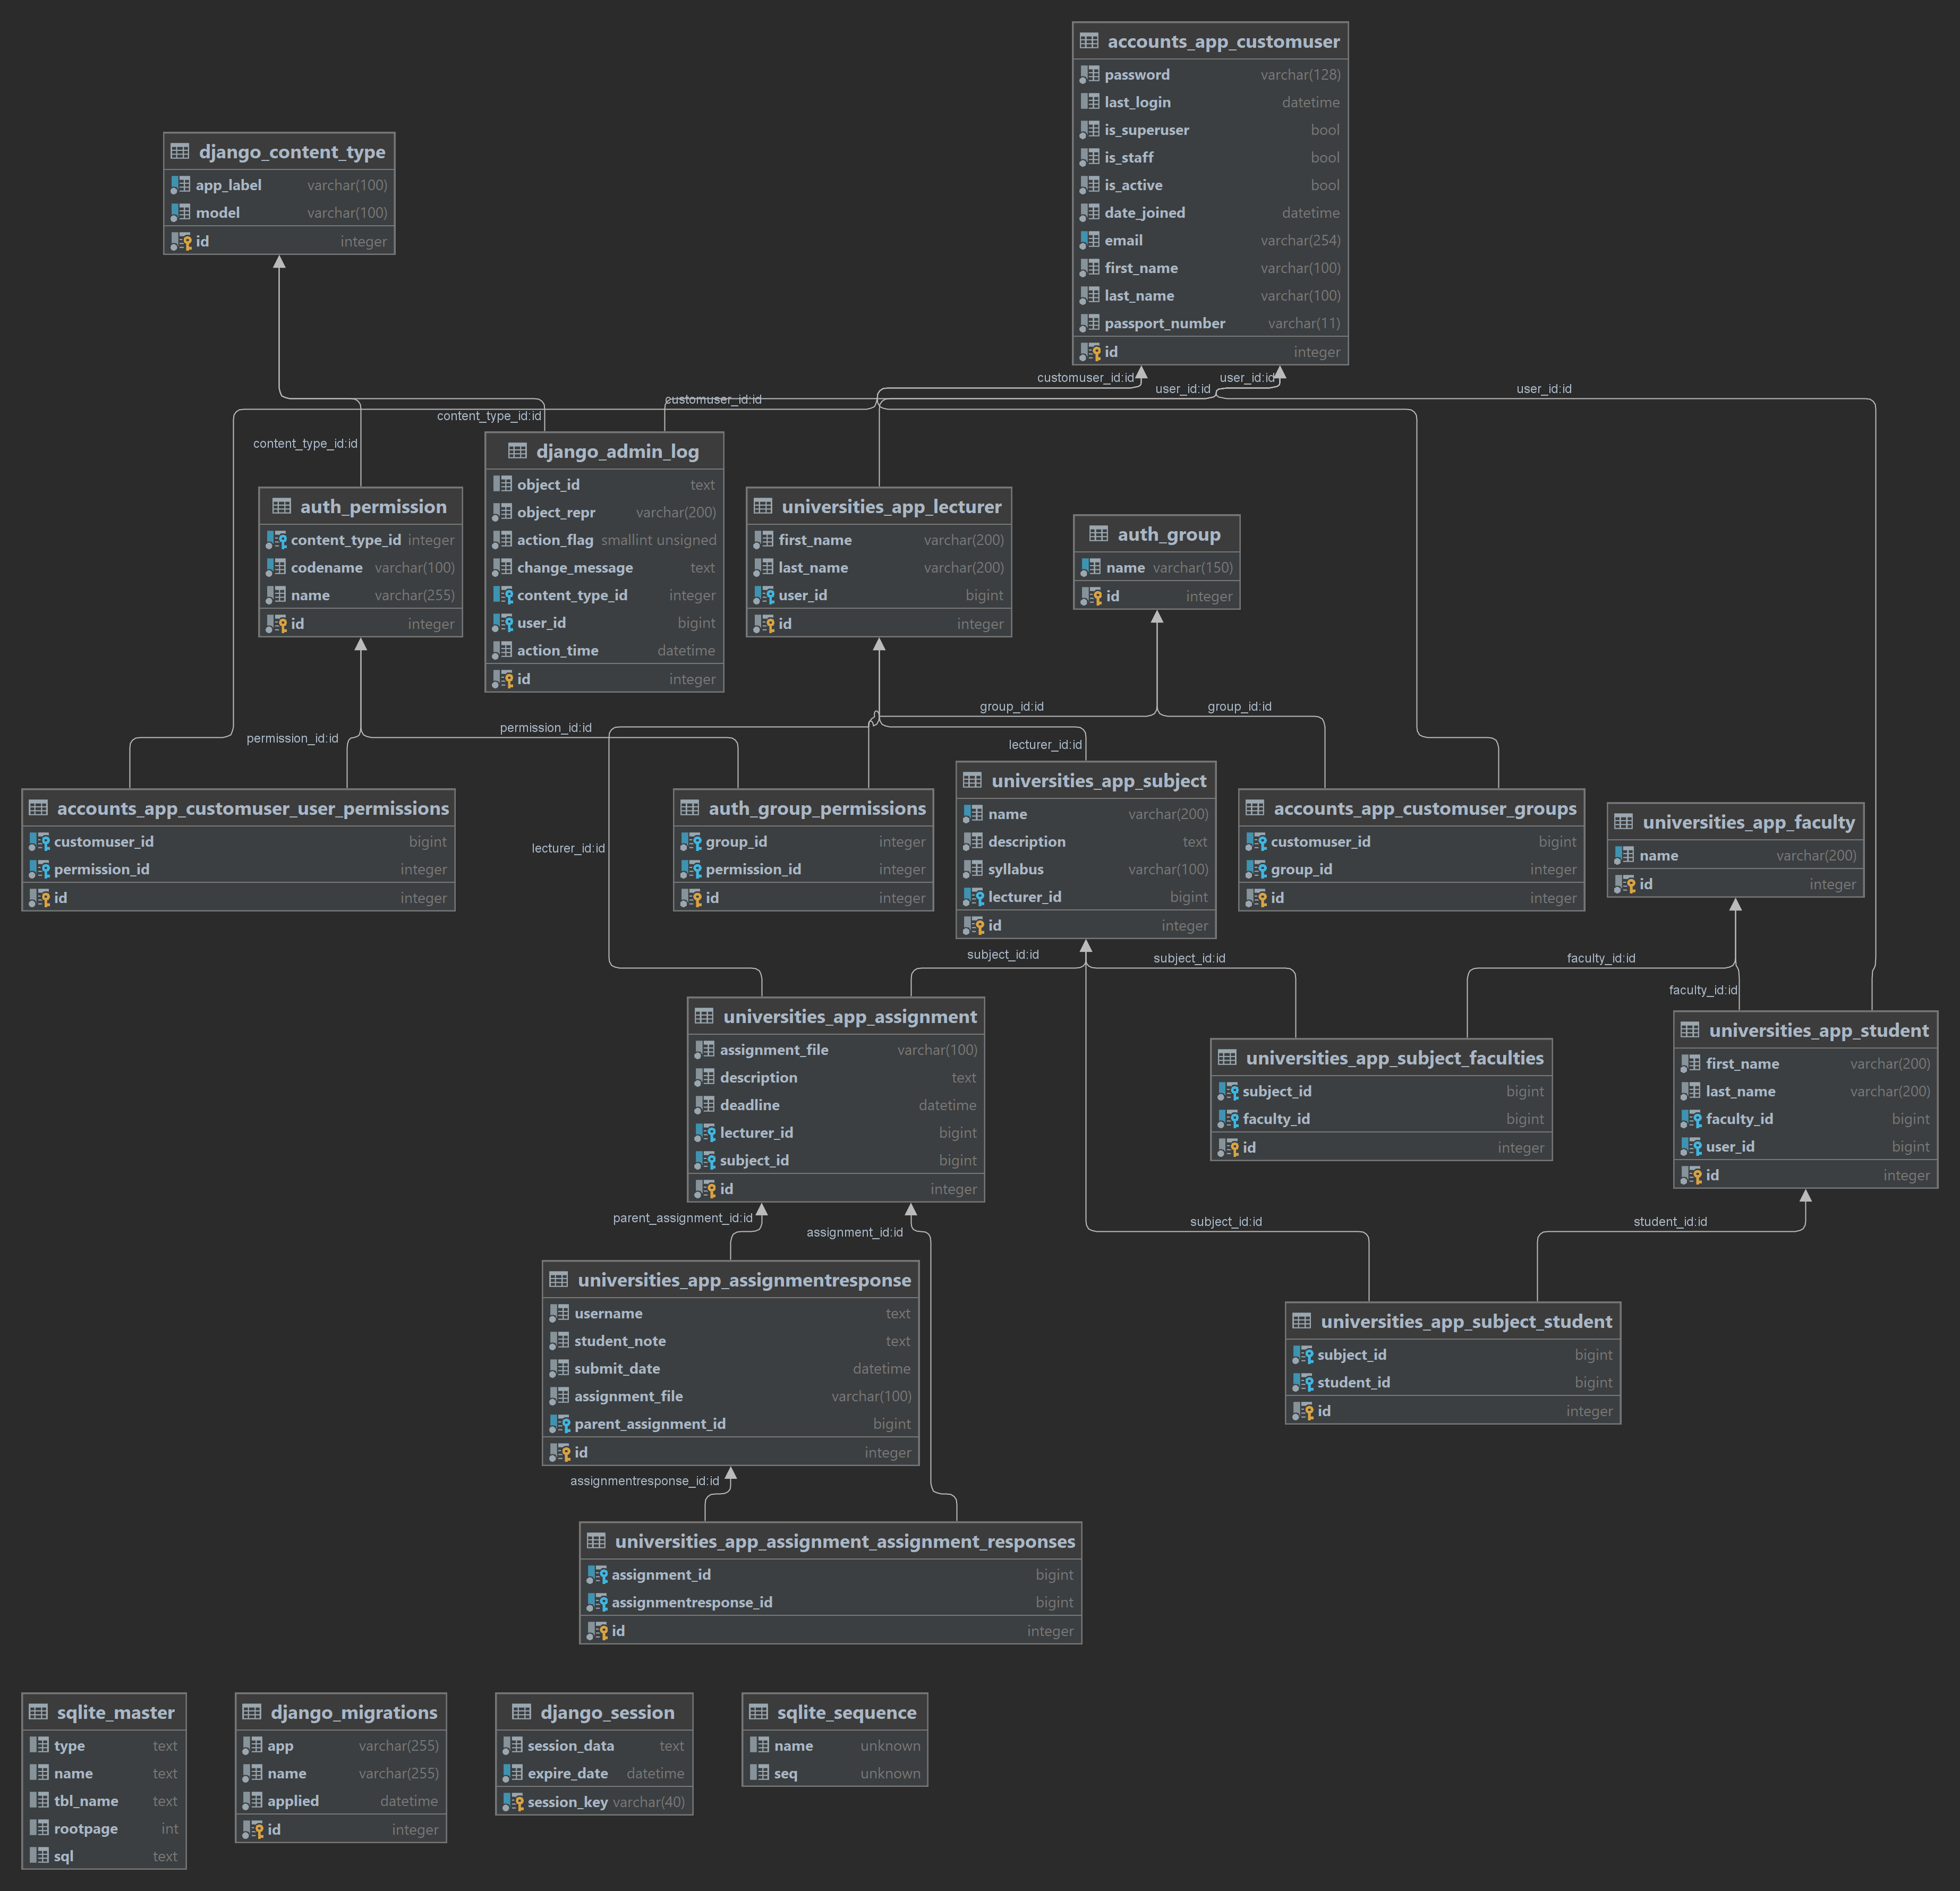 accounts_app_customuser
password varchar(128)
last_login datetime
is_superuser bool
is_staff bool
is_active bool
date_joined datetime
email varchar(254)
first_name varchar(100)
last_name varchar(100)
passport_number varchar(11)
id integer
django_content_type
app_label varchar(100)
model varchar(100)
id integer
customuser_id:id
user_id:id
user_id:id
user_id:id
customuser_id:id
content_type_id:id
content_type_id:id
django_admin_log
object_id text
object_repr varchar(200)
action_flag smallint unsigned
change_message text
content_type_id integer
user_id bigint
action_time datetime
id integer
auth_permission
content_type_id integer
codename varchar(100)
name varchar(255)
id integer
universities_app_lecturer
first_name varchar(200)
last_name varchar(200)
user_id bigint
id integer
auth_group
name varchar(150)
id integer
group_id:id
group_id:id
permission_id:id
permission_id:id
lecturer_id:id
lecturer_id:id
accounts_app_customuser_user_permissions
customuser_id bigint
permission_id integer
id integer
auth_group_permissions
group_id integer
permission_id integer
id integer
universities_app_subject
name varchar(200)
description text
syllabus varchar(100)
lecturer_id bigint
id integer
accounts_app_customuser_groups
customuser_id bigint
group_id integer
id integer
universities_app_faculty
name varchar(200)
id integer
subject_id:id
subject_id:id
faculty_id:id
faculty_id:id
universities_app_assignment
assignment_file varchar(100)
description text
deadline datetime
lecturer_id bigint
subject_id bigint
id integer
universities_app_subject_faculties
subject_id bigint
faculty_id bigint
id integer
universities_app_student
first_name varchar(200)
last_name varchar(200)
faculty_id bigint
user_id bigint
id integer
parent_assignment_id:id
assignment_id:id
subject_id:id
student_id:id
universities_app_assignmentresponse
username text
student_note text
submit_date datetime
assignment_file varchar(100)
parent_assignment_id bigint
id integer
universities_app_subject_student
subject_id bigint
student_id bigint
id integer
assignmentresponse_id:id
universities_app_assignment_assignment_responses
assignment_id bigint
assignmentresponse_id bigint
id integer
sqlite_master
type text
name text
tbl_name text
rootpage int
sql text
django_migrations
app varchar(255)
name varchar(255)
applied datetime
id integer
django_session
session_data text
expire_date datetime
session_key varchar(40)
sqlite_sequence
name unknown
seq unknown